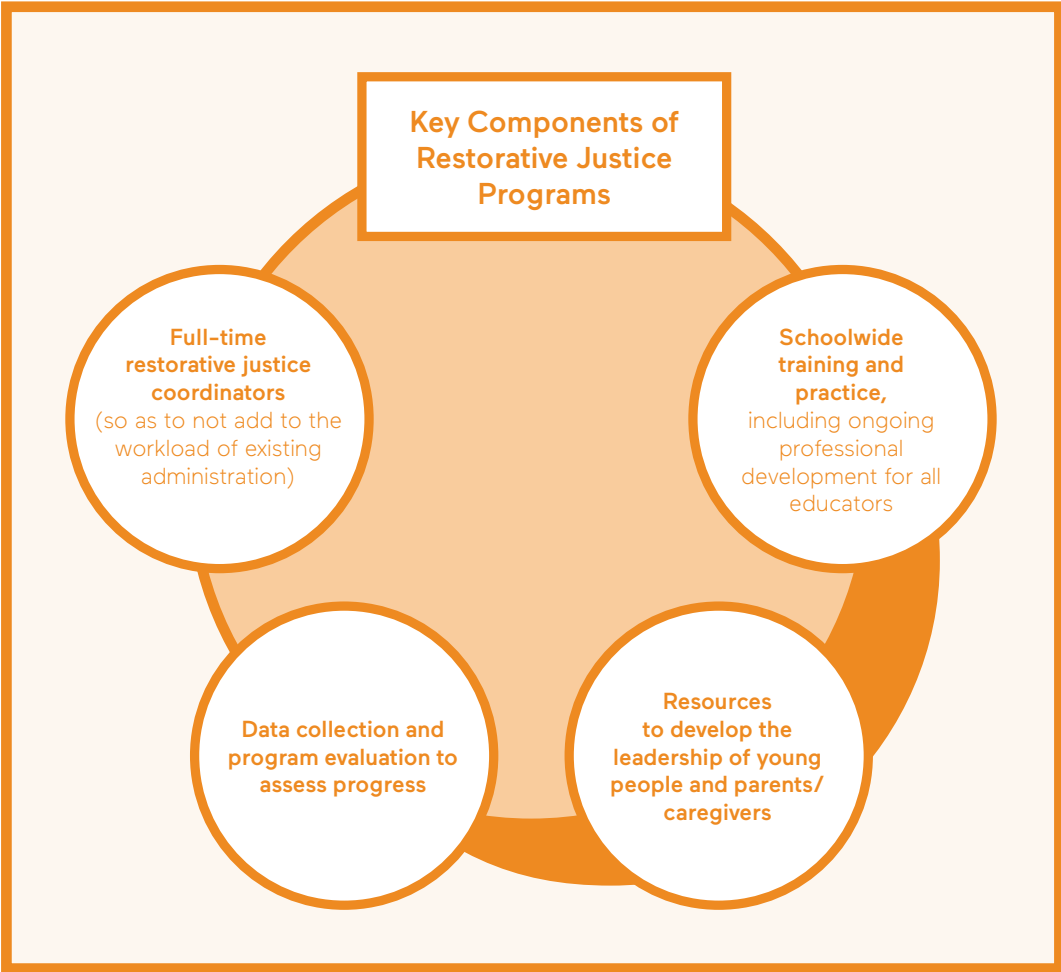 Key Components of
Restorative Justice
Programs
Full-time
restorative justice
coordinators
(so as to not add to the
workload of existing
administration)
Schoolwide
training and
practice,
including ongoing
professional
development for all
educators
Data collection and
program evaluation to
assess progress
Resources
to develop the
leadership of young
people and parents/
caregivers